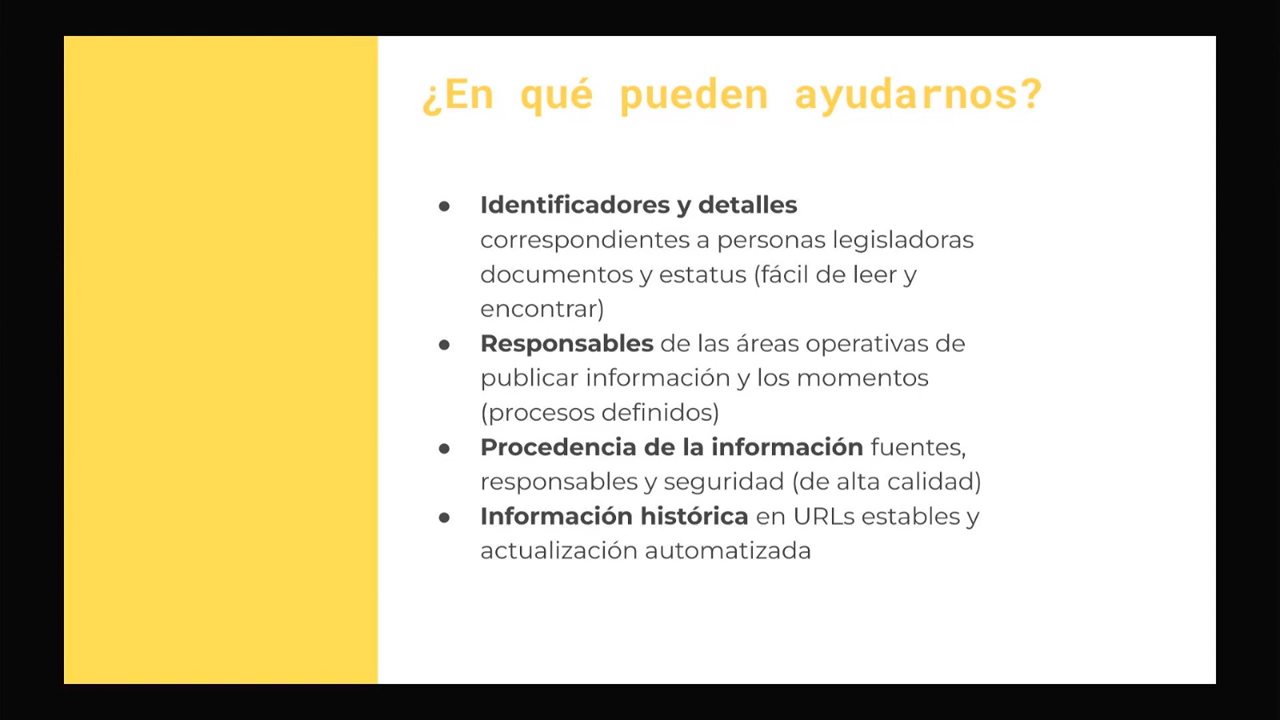 ¿En qué pueden ayudarnos?
● Identificadores y detalles
correspondientes a personas legisladoras
documentos y estatus (fácil de leer y
encontrar)
● Responsables de las áreas operativas de
publicar información y los momentos
(procesos definidos)
● Procedencia de la información fuentes,
responsables y seguridad (de alta calidad)
● Información histórica en URLs estables y
actualización automatizada